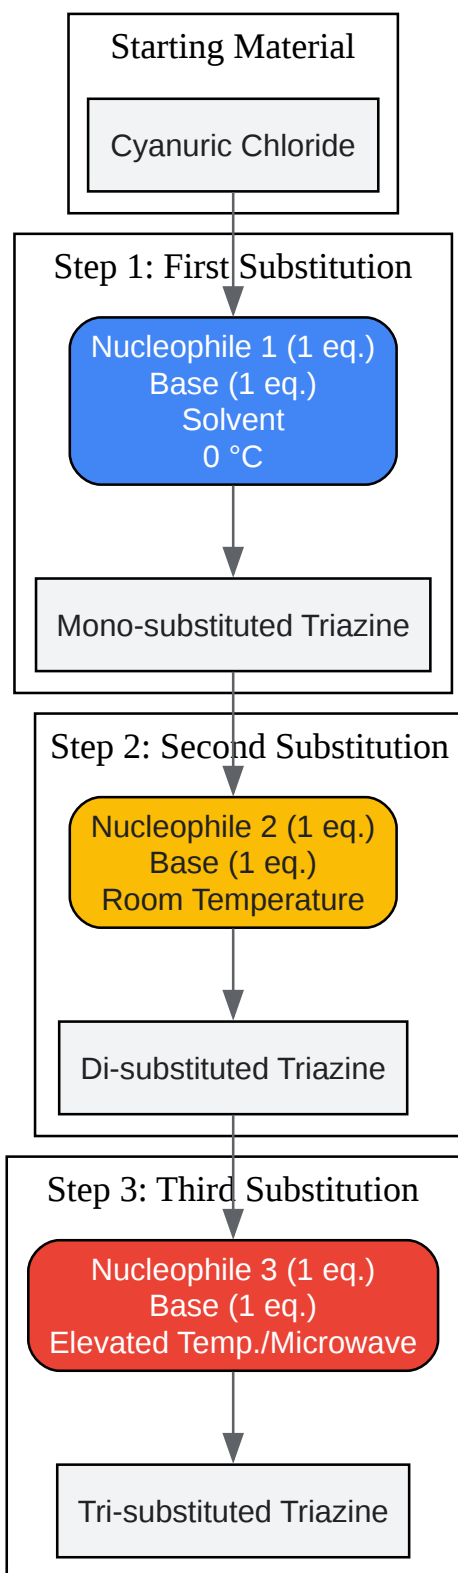 Starting Material
Cyanuric Chloride
Step 1: First Substitution
Nucleophile 1 (1 eq.)
Base (1 eq.)
Solvent
0 °C
Mono-substituted Triazine
Step 2: Second Substitution
Nucleophile 2 (1 eq.)
Base (1 eq.)
Room Temperature
Di-substituted Triazine
Step 3: Third Substitution
Nucleophile 3 (1 eq.)
Base (1 eq.)
Elevated Temp./Microwave
Tri-substituted Triazine